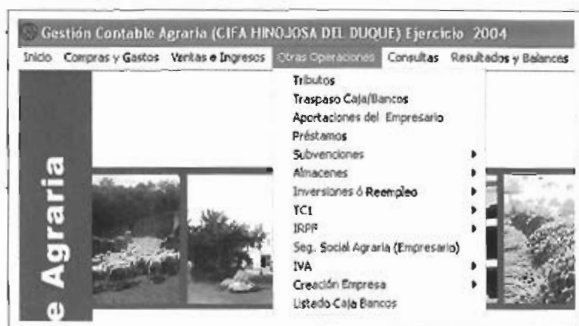 Gestión Contable Agraria (CIFA HINOJOSA DEL DUQUE) Ejercicio 2004
Inicio Compras y Gastos Ventas e Ingresos Otras Operaciones Consultas Resultados y Balances
Tributos
Traspaso Caja/Bancos
Aportaciones del Empresario
Préstamos
Subvenciones
Almacenes
Inversiones ó Reempleo
TC1
IRPF
Seg. Social Agraria (Empresario)
IVA
Creación Empresa
Listado Caja Bancos
e Agraria